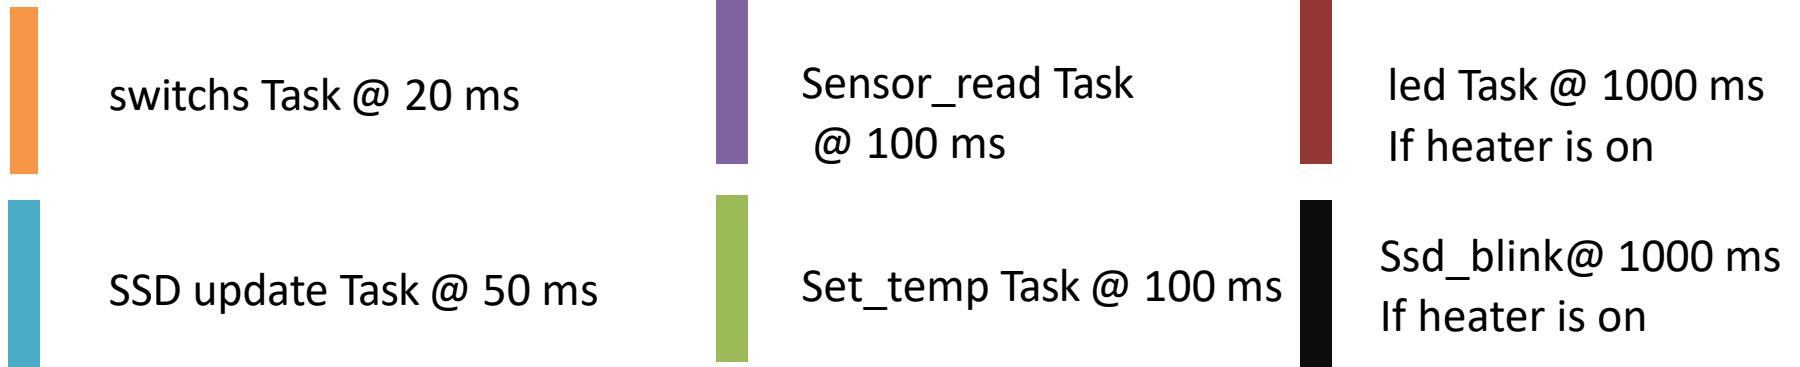 switchs Task @ 20 ms
Sensor_read Task
@ 100 ms
led Task @ 1000 ms
If heater is on
SSD update Task @ 50 ms
Set_temp Task @ 100 ms
Ssd_blink@ 1000 ms
If heater is on